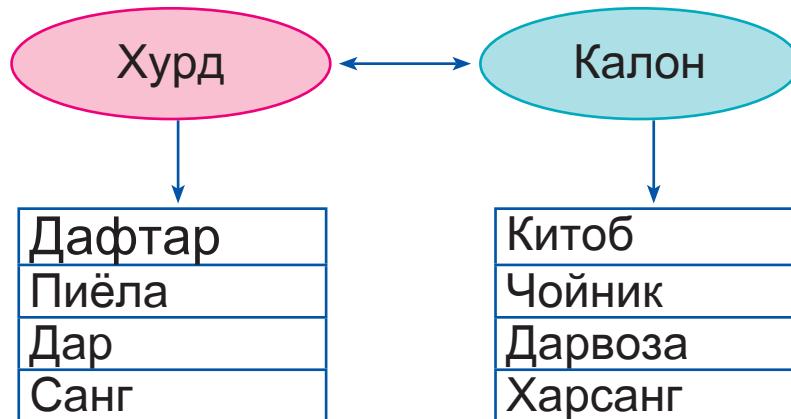 Хурд
Калон
Дафтар
Пиёла
Дар
Санг
Китоб
Чойник
Дарвоза
Харсанг